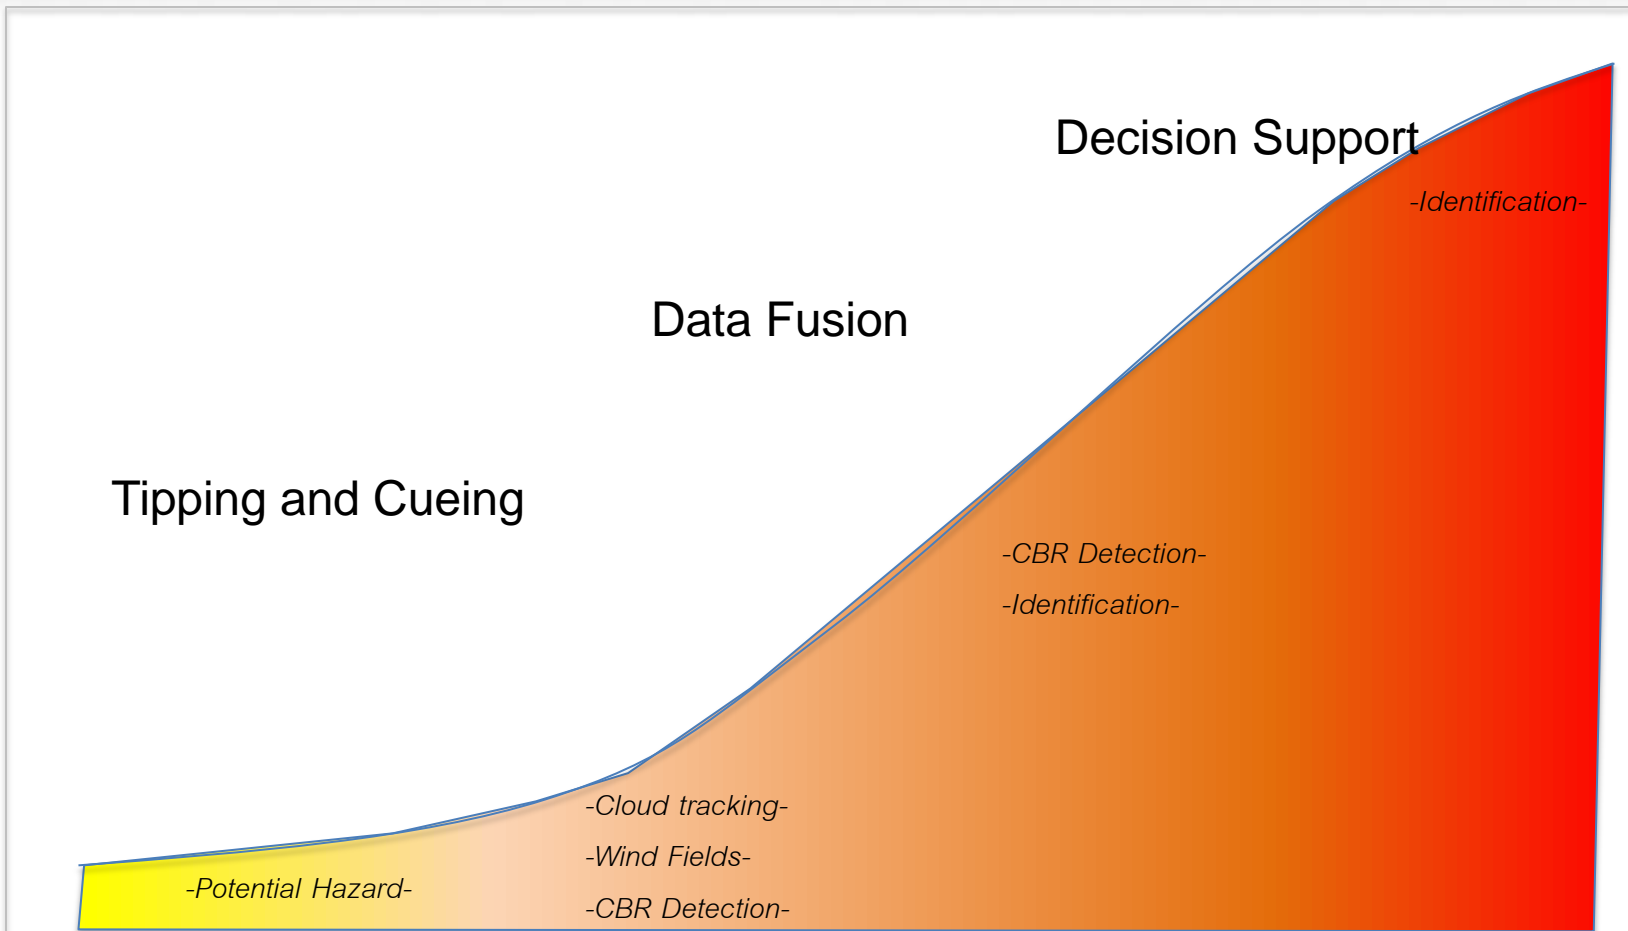 Decision Support
-Identification-
Data Fusion
Tipping and Cueing
-CBR Detection-
-Identification-
-Cloud tracking-
-Wind Fields-
-CBR Detection-
-Potential Hazard-